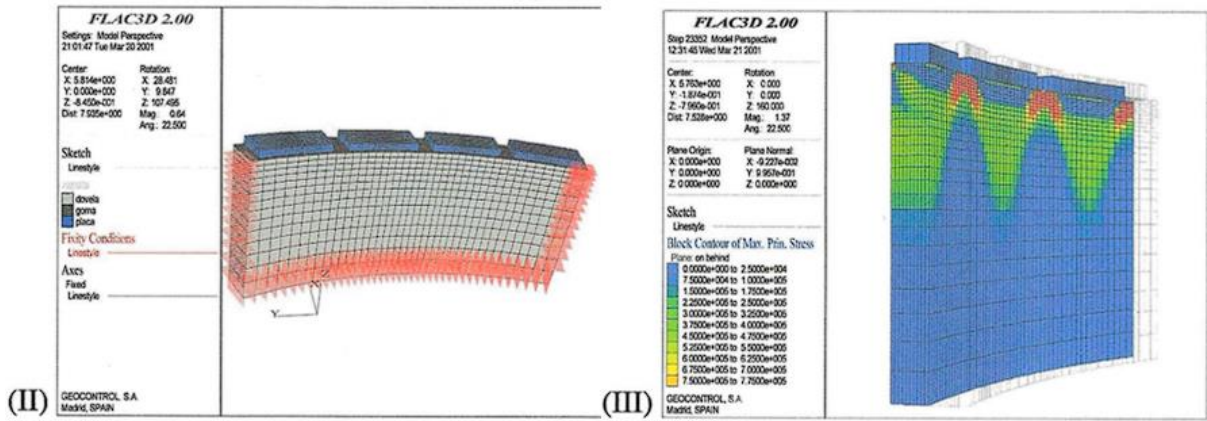 FLAC3D 2.00
Settings: Model Perspective
21:01:47 Tue Mar 20 2001
Center:
X: 5.814e+000
Y: 0.000e+000
Z: -8.450e-001
Dist: 7.535e+000
Rotation:
X: 28.481
Y: 9.847
Z: 107.495
Mag.: 0.64
Ang.: 22.500
Sketch
Linestyle
dovela
goma
placa
Fixity Conditions
Linestyle
Axes
Fixed
Linestyle
X
Z
Y
GEOCONTROL, S.A.
Madrid, SPAIN
(II)
FLAC3D 2.00
Step 23352 Model Perspective
12:31:45 Wed Mar 21 2001
Center:
X: 5.763e+000
Y: -1.874e-001
Z: -7.960e-001
Dist: 7.528e+000
Rotation:
X: 0.000
Y: 0.000
Z: 160.000
Mag.: 1.37
Ang.: 22.500
Plane Origin:
X: 0.000e+000
Y: 0.000e+000
Z: 0.000e+000
Plane Normal:
X: -9.227e-002
Y: 9.957e-001
Z: 0.000e+000
Sketch
Linestyle
Block Contour of Max. Prin. Stress
Plane: on behind
0.0000e+000 to 2.5000e+004
7.5000e+004 to 1.0000e+005
1.5000e+005 to 1.7500e+005
2.2500e+005 to 2.5000e+005
3.0000e+005 to 3.2500e+005
3.7500e+005 to 4.0000e+005
4.5000e+005 to 4.7500e+005
5.2500e+005 to 5.5000e+005
6.0000e+005 to 6.2500e+005
6.7500e+005 to 7.0000e+005
7.5000e+005 to 7.7500e+005
GEOCONTROL, S.A.
Madrid, SPAIN
(III)